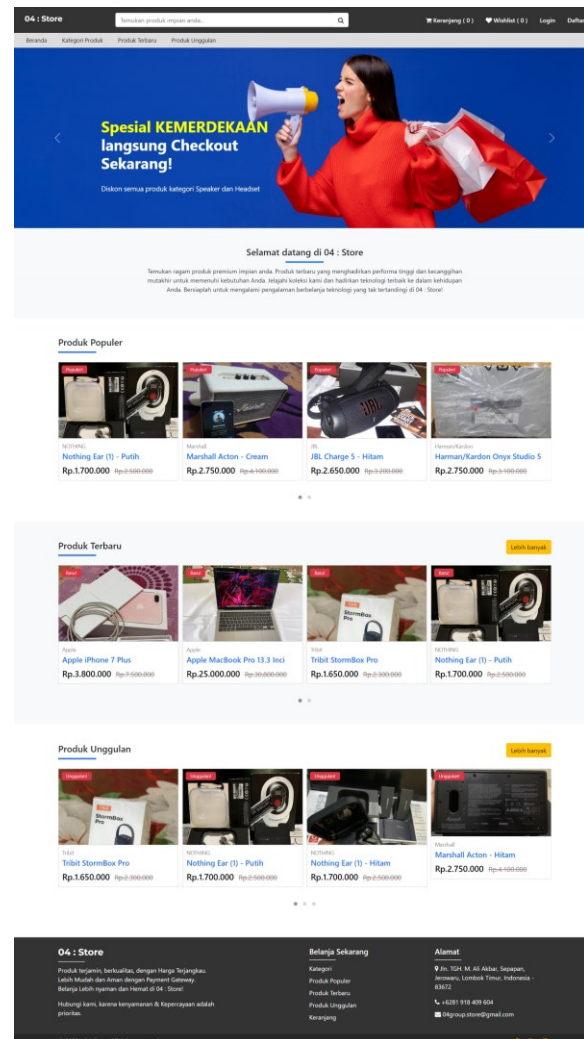 04 : Store
Temukan produk impian anda..
Keranjang ( 0 )
Wishlist ( 0 )
Login
Daftar
Beranda
Kategori Produk
Produk Terbaru
Produk Unggulan
Spesial KEMERDEKAAN
langsung Checkout
Sekarang!
Diskon semua produk kategori Speaker dan Headset
Selamat datang di 04 : Store
Temukan ragam produk premium impian anda. Produk terbaru yang menghadirkan performa tinggi dan kecanggihan
mutakhir untuk memenuhi kebutuhan Anda. Jelajahi koleksi kami dan hadirkan teknologi terbaik ke dalam kehidupan
Anda. Bersiaplah untuk mengalami pengalaman berbelanja teknologi yang tak tertandingi di 04 : Store!
Produk Populer
Populer!
NOTHING
Nothing Ear (1) - Putih
Rp.1.700.000 Rp.2.500.000
Populer!
Marshall
Marshall Acton - Cream
Rp.2.750.000 Rp.4.100.000
Populer!
JBL
JBL Charge 5 - Hitam
Rp.2.650.000 Rp.3.200.000
Populer!
Harman/Kardon
Harman/Kardon Onyx Studio 5
Rp.2.750.000 Rp.3.100.000
Produk Terbaru
Lebih banyak
Baru!
Apple
Apple iPhone 7 Plus
Rp.3.800.000 Rp.7.500.000
Baru!
Apple
Apple MacBook Pro 13.3 Inci
Rp.25.000.000 Rp.30.800.000
Baru!
StormBox
Pro
Tribit
Tribit StormBox Pro
Rp.1.650.000 Rp.2.300.000
Baru!
NOTHING
Nothing Ear (1) - Putih
Rp.1.700.000 Rp.2.500.000
Produk Unggulan
Lebih banyak
Unggulan!
StormBox
Pro
Tribit
Tribit StormBox Pro
Rp.1.650.000 Rp.2.300.000
Unggulan!
NOTHING
Nothing Ear (1) - Putih
Rp.1.700.000 Rp.2.500.000
Unggulan!
NOTHING
Nothing Ear (1) - Hitam
Rp.1.700.000 Rp.2.500.000
Unggulan!
Marshall
Marshall Acton - Hitam
Rp.2.750.000 Rp.4.100.000
04 : Store
Produk terjamin, berkualitas, dengan Harga Terjangkau.
Lebih Mudah dan Aman dengan Payment Gateway.
Belanja Lebih nyaman dan Hemat di 04 : Store!
Hubungi kami, karena kenyamanan & Kepercayaan adalah
prioritas.
Belanja Sekarang
Kategori
Produk Populer
Produk Terbaru
Produk Unggulan
Keranjang
Alamat
Jln. TGH. M. Ali Akbar, Sepapan,
Jerowaru, Lombok Timur, Indonesia -
83672
+6281 918 409 604
04group.store@gmail.com